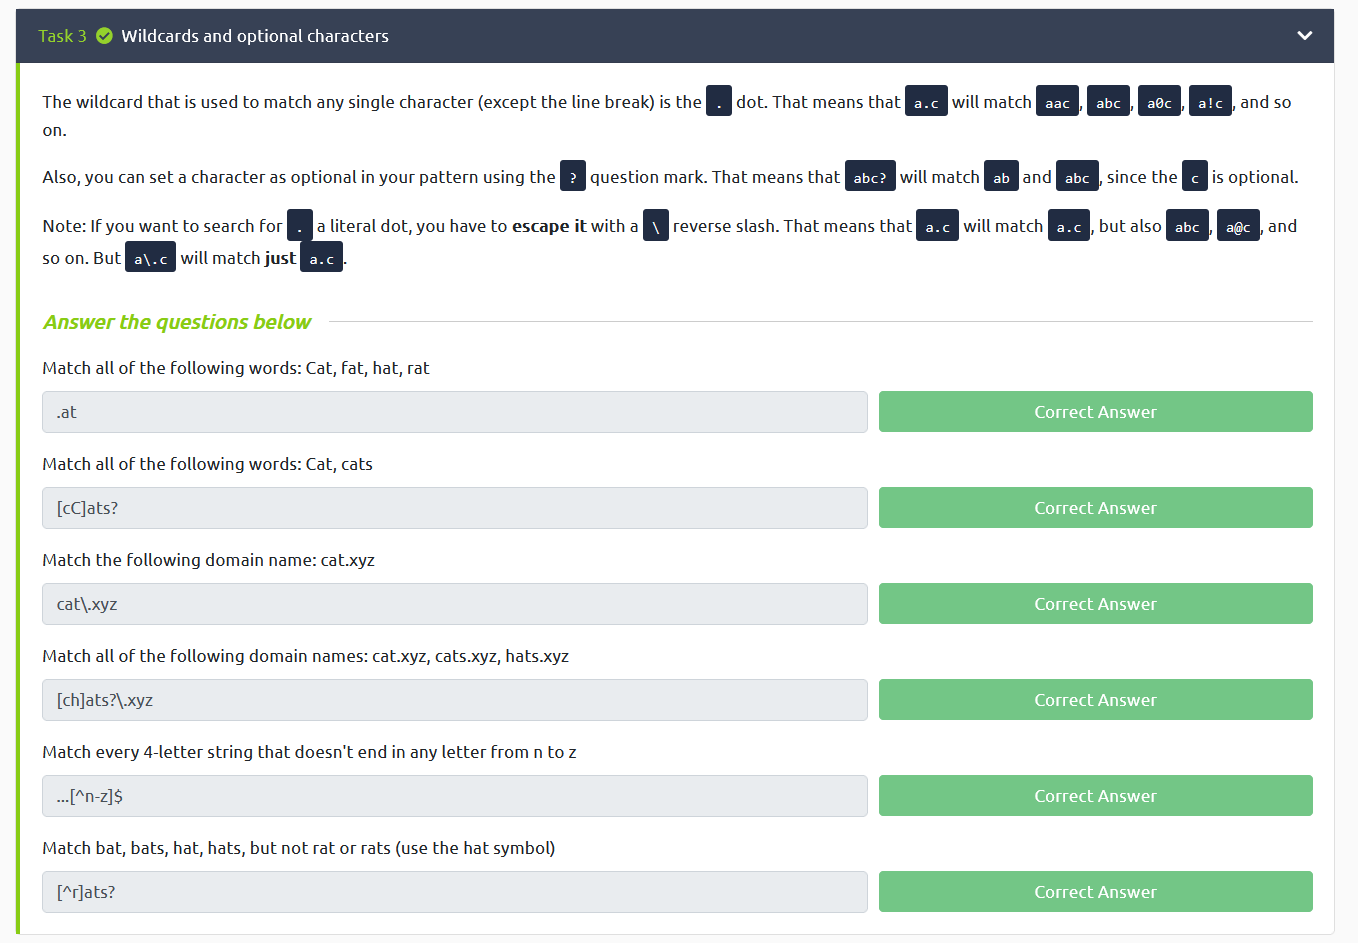 Task 3 Wildcards and optional characters
The wildcard that is used to match any single character (except the line break) is the . dot. That means that a.c will match aac, abc, a0c, a!c, and so
on.
Also, you can set a character as optional in your pattern using the ? question mark. That means that abc? will match ab and abc, since the c is optional.
Note: If you want to search for . a literal dot, you have to escape it with a \ reverse slash. That means that a.c will match a.c, but also abc, a@c, and
so on. But a\.c will match just a.c.
Answer the questions below
Match all of the following words: Cat, fat, hat, rat
.at Correct Answer
Match all of the following words: Cat, cats
[cC]ats? Correct Answer
Match the following domain name: cat.xyz
cat\.xyz Correct Answer
Match all of the following domain names: cat.xyz, cats.xyz, hats.xyz
[ch]ats?\.xyz Correct Answer
Match every 4-letter string that doesn't end in any letter from n to z
...[^n-z]$ Correct Answer
Match bat, bats, hat, hats, but not rat or rats (use the hat symbol)
[^r]ats? Correct Answer